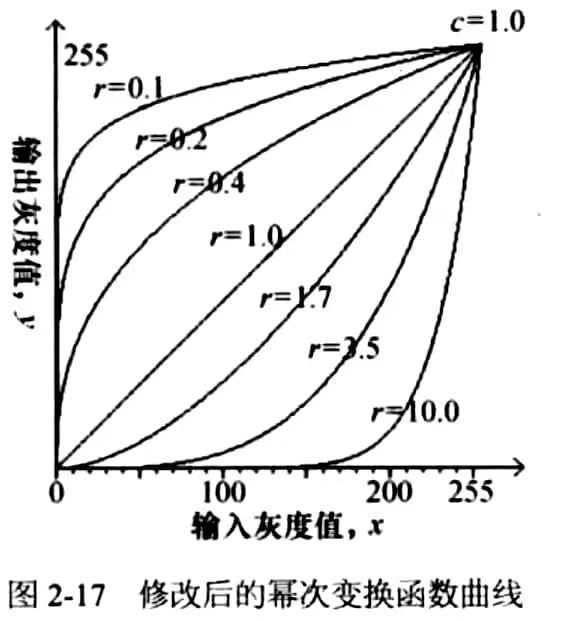 c=1.0
255
r=0.1
r=0.2
r=0.4
r=1.0
r=1.7
r=3.5
r=10.0
输出灰度值，y
0 100 200 255
输入灰度值，x
图 2-17 修改后的幂次变换函数曲线